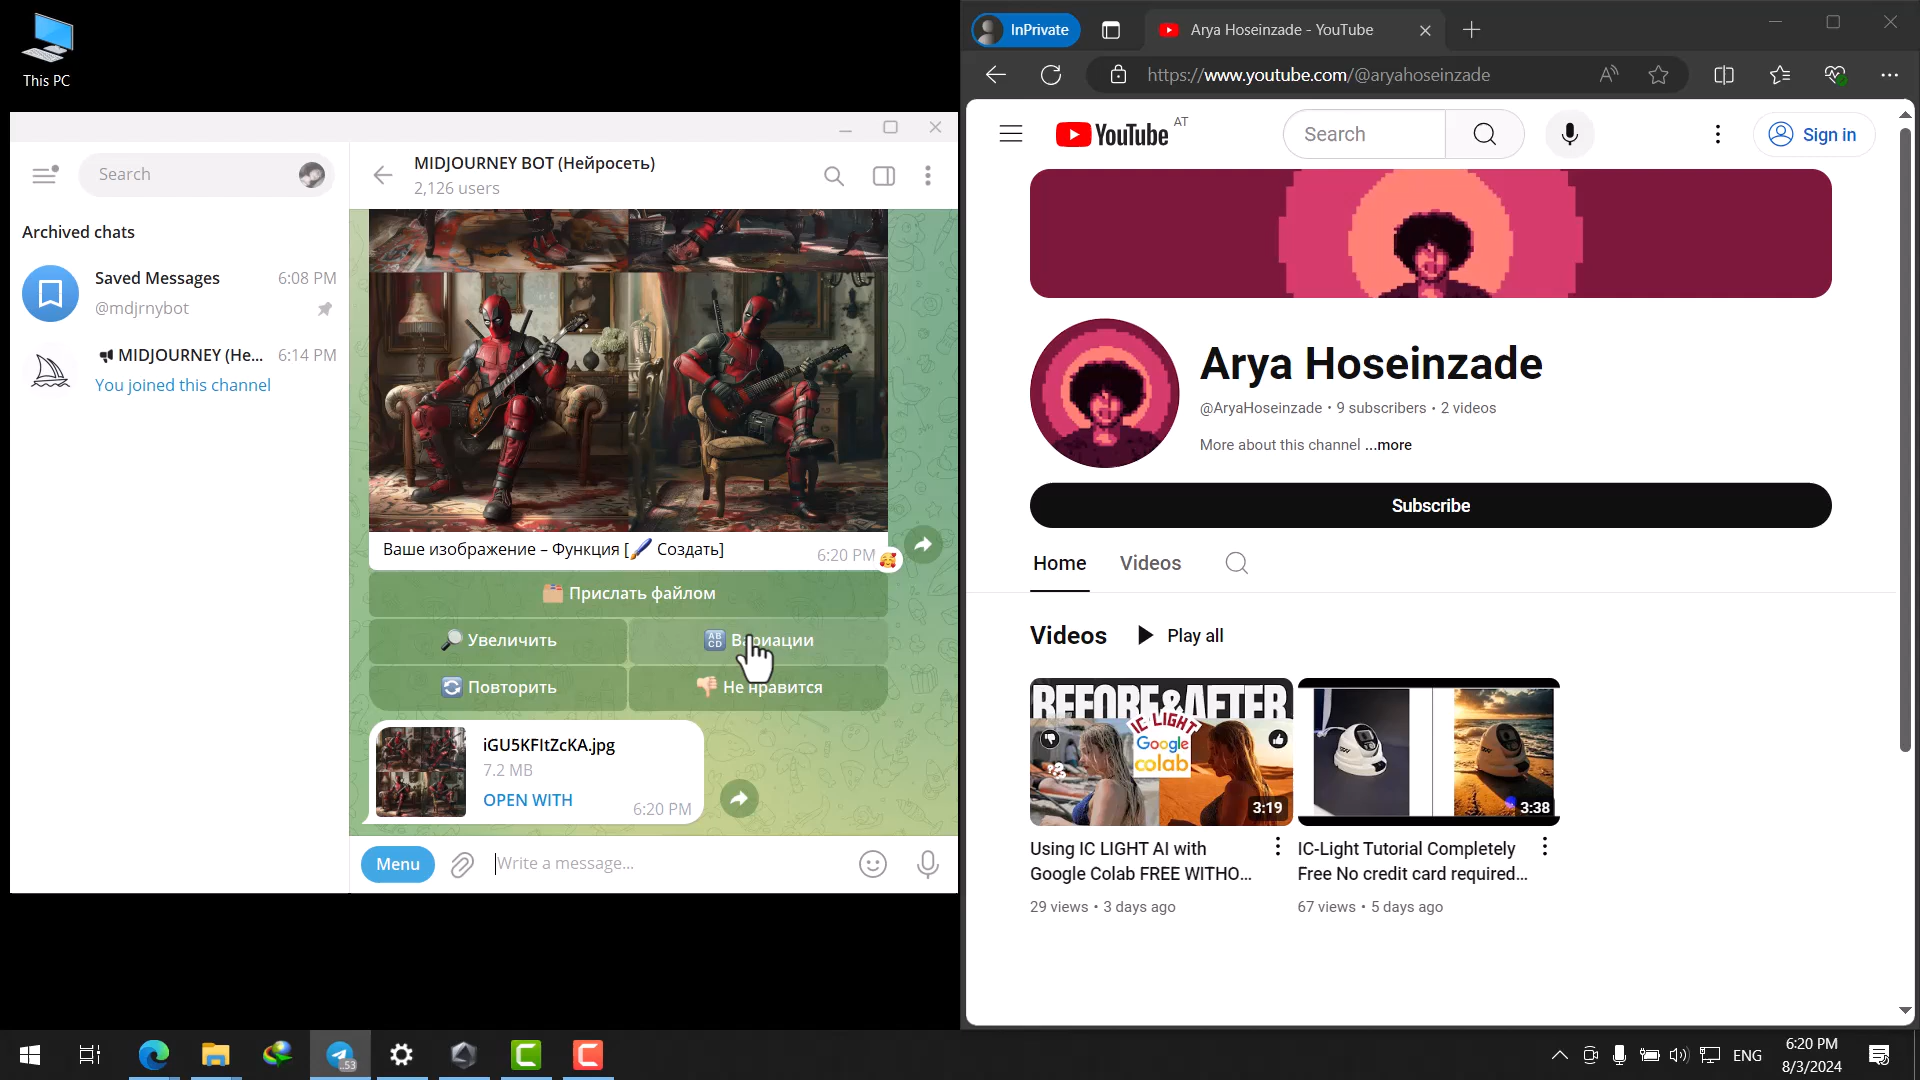 This PC
Search
Archived chats
Saved Messages
6:08 PM
@mdjrnybot
MIDJOURNEY (Не...
6:14 PM
You joined this channel
MIDJOURNEY BOT (Нейросеть)
2,126 users
Ваше изображение – Функция [🖌️ Создать]
6:20 PM
Прислать файлом
Увеличить
Вариации
Повторить
Не нравится
iGU5KFItZcKA.jpg
7.2 MB
OPEN WITH
6:20 PM
Menu
Write a message...
InPrivate
Arya Hoseinzade - YouTube
https://www.youtube.com/@aryahoseinzade
YouTube
AT
Search
Sign in
Arya Hoseinzade
@AryaHoseinzade • 9 subscribers • 2 videos
More about this channel ...more
Subscribe
Home
Videos
Videos
Play all
BEFORE&AFTER
IC-LIGHT
Google
colab
3:19
3:38
Using IC LIGHT AI with
Google Colab FREE WITHO...
29 views • 3 days ago
IC-Light Tutorial Completely
Free No credit card required...
67 views • 5 days ago
..53
ENG
6:20 PM
8/3/2024